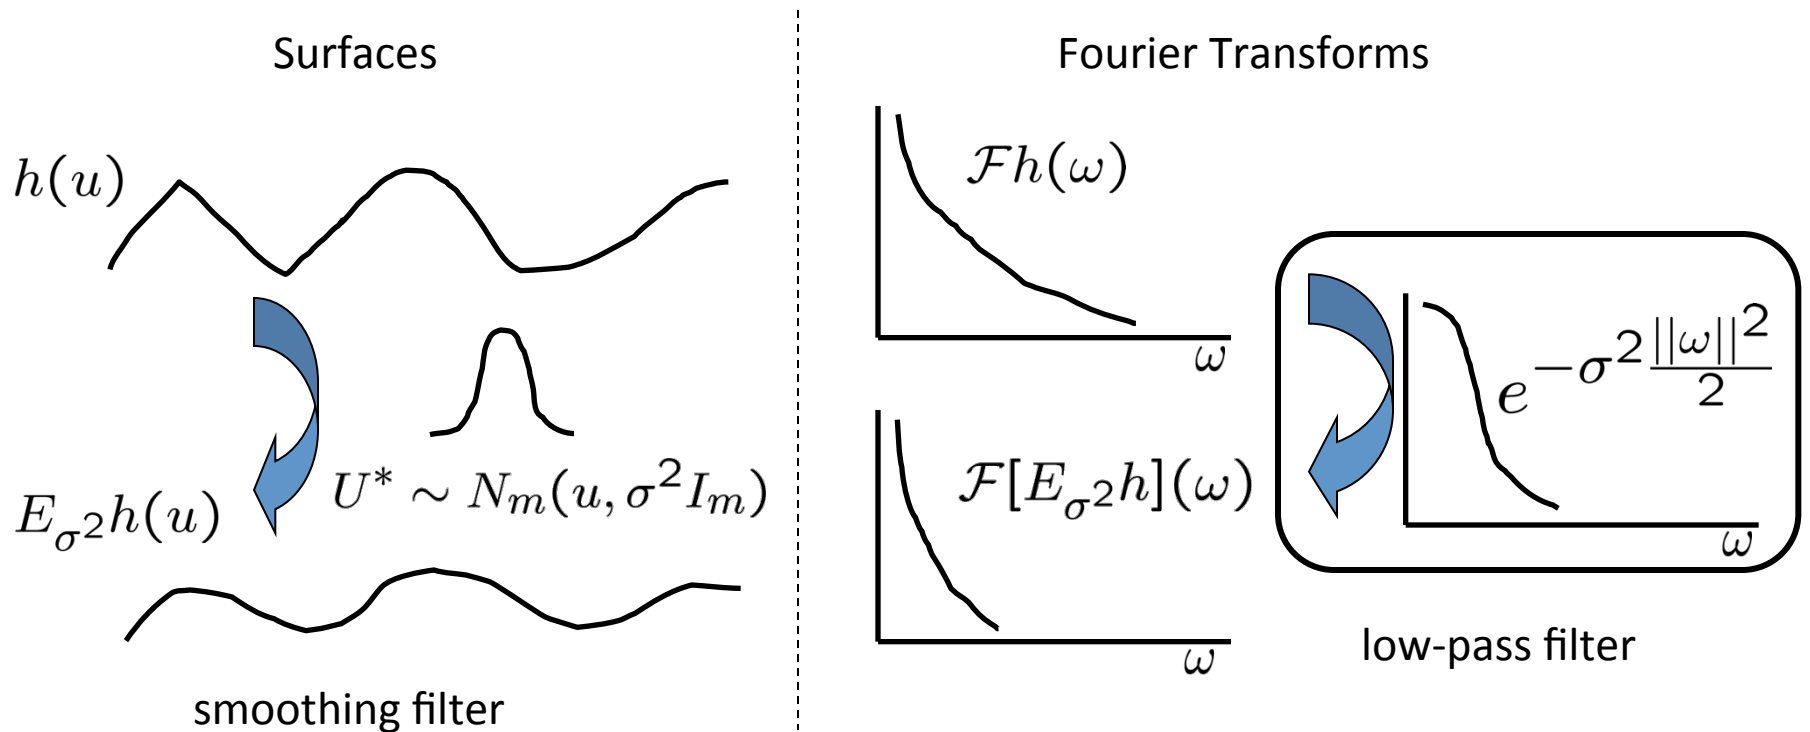 Surfaces
h(u)
U* ∼ N_m(u, σ²I_m)
E_{σ²}h(u)
smoothing filter
Fourier Transforms
ℱh(ω)
ω
ℱ[E_{σ²}h](ω)
ω
e^{−σ² ||ω||²/2}
ω
low-pass filter